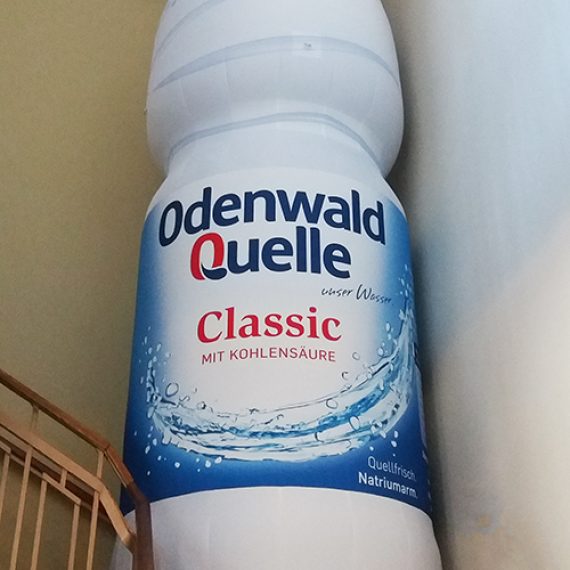 Odenwald
Quelle
unser Wasser
Classic
MIT KOHLENSÄURE
Quellfrisch.
Natriumarm.